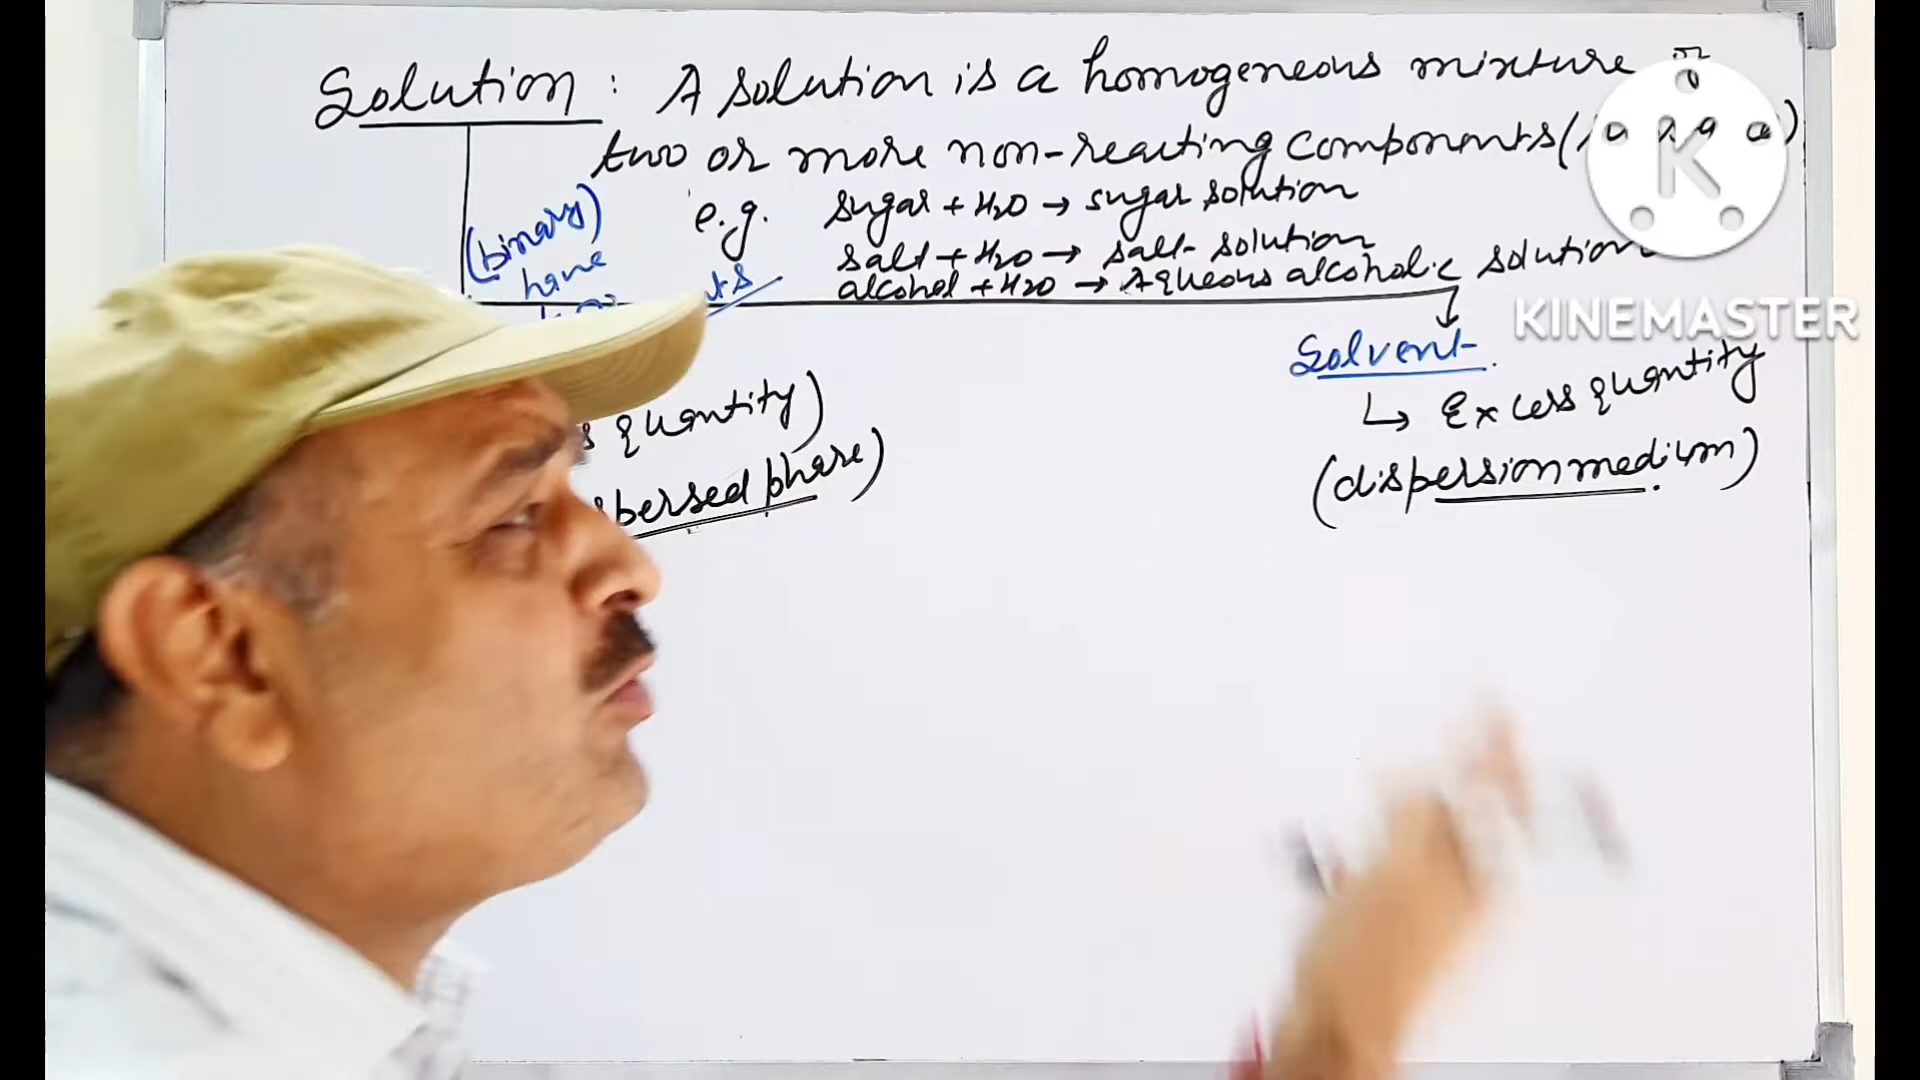 Solution : A solution is a homogeneous mixture of
two or more non-reacting components(
e.g. sugar + H2O → sugar solution
salt + H2O → salt solution
alcohol + H2O → Aqueous alcoholic solution
(binary)
have
Solvent
↳ Excess quantity
(dispersion medium)
quantity)
phase)
K
KINEMASTER